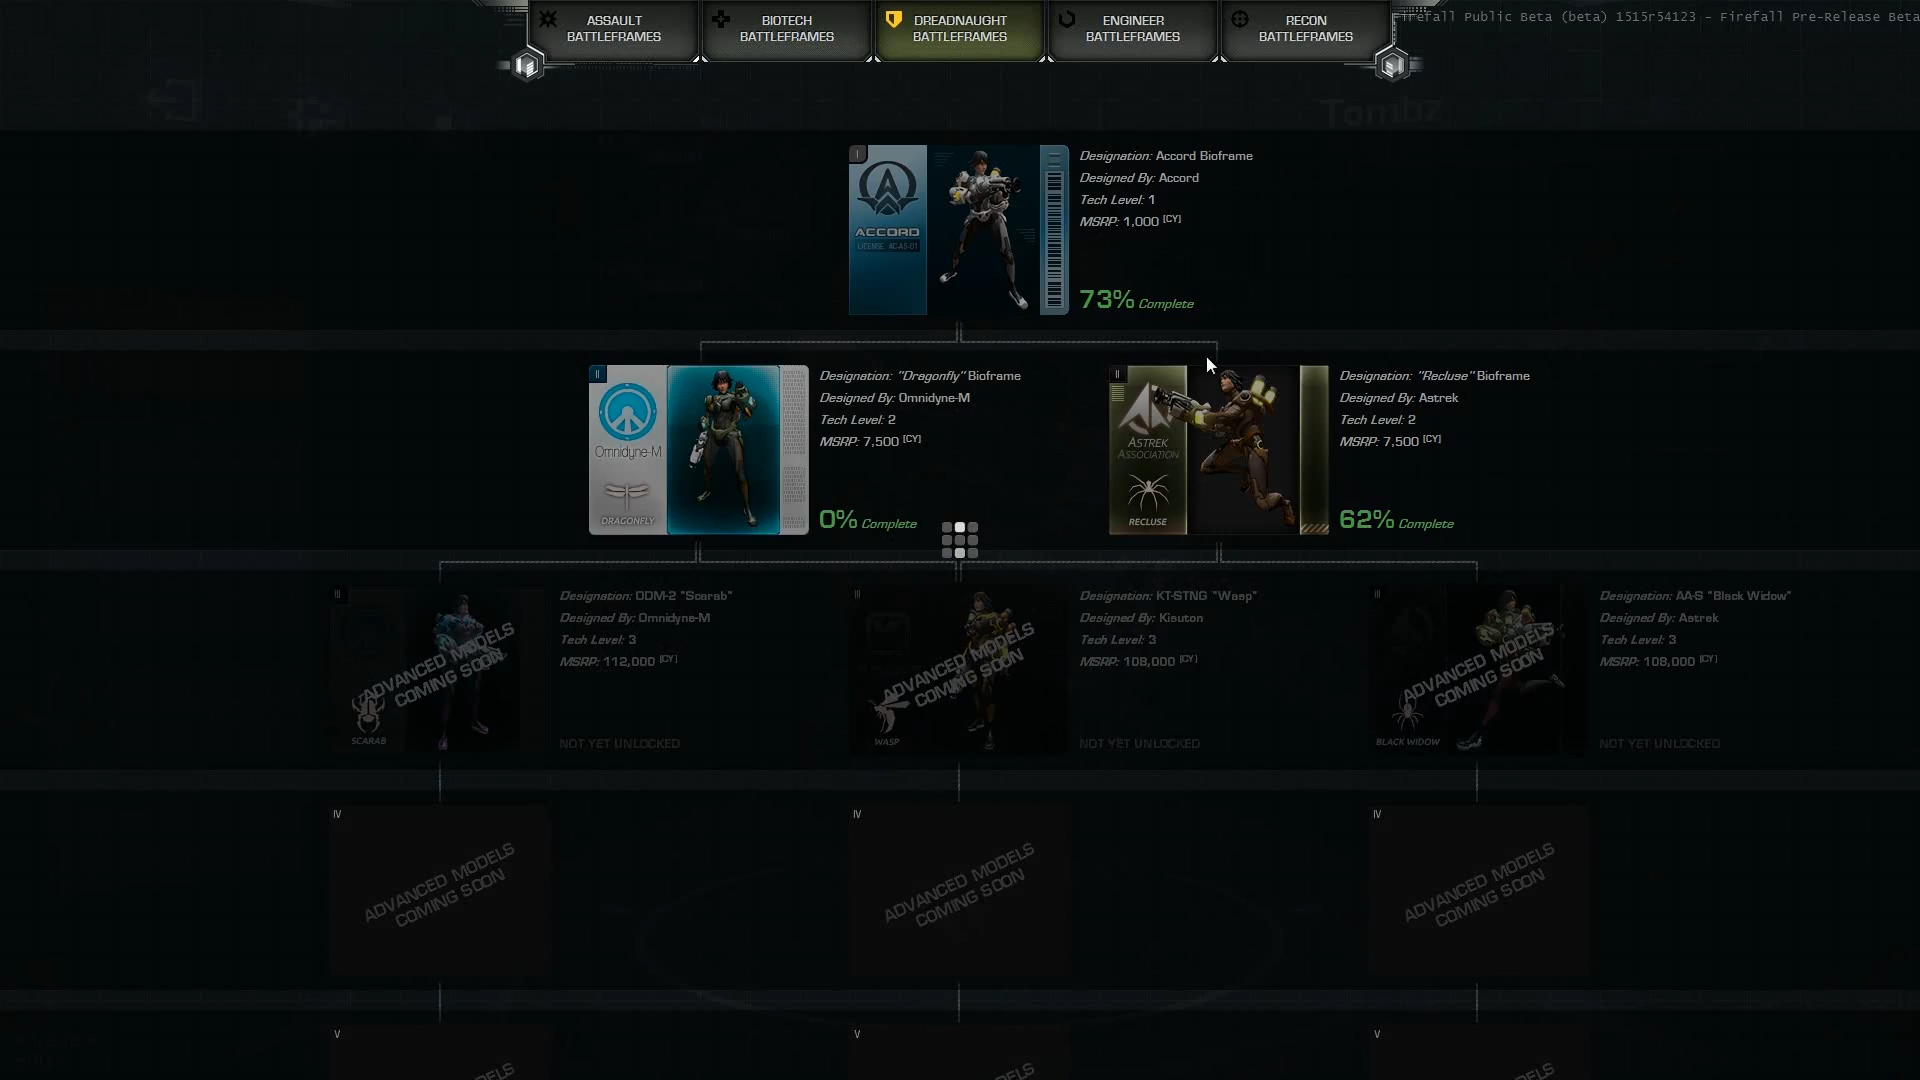 ASSAULT
BATTLEFRAMES
BIOTECH
BATTLEFRAMES
DREADNAUGHT
BATTLEFRAMES
ENGINEER
BATTLEFRAMES
RECON
BATTLEFRAMES
Firefall Public Beta (beta) 1515r54123 - Firefall Pre-Release Beta
Tombz
I
ACCORD
LICENSE: AC-AS-01
Designation: Accord Bioframe
Designed By: Accord
Tech Level: 1
MSRP: 1,000 [CY]
73% Complete
II
Omnidyne-M
DRAGONFLY
Designation: "Dragonfly" Bioframe
Designed By: Omnidyne-M
Tech Level: 2
MSRP: 7,500 [CY]
0% Complete
II
ASTREK
ASSOCIATION
RECLUSE
Designation: "Recluse" Bioframe
Designed By: Astrek
Tech Level: 2
MSRP: 7,500 [CY]
62% Complete
III
ADVANCED MODELS
COMING SOON
SCARAB
Designation: ODM-2 "Scarab"
Designed By: Omnidyne-M
Tech Level: 3
MSRP: 112,000 [CY]
NOT YET UNLOCKED
III
ADVANCED MODELS
COMING SOON
WASP
Designation: KT-STNG "Wasp"
Designed By: Kisuton
Tech Level: 3
MSRP: 108,000 [CY]
NOT YET UNLOCKED
III
ADVANCED MODELS
COMING SOON
BLACK WIDOW
Designation: AA-S "Black Widow"
Designed By: Astrek
Tech Level: 3
MSRP: 108,000 [CY]
NOT YET UNLOCKED
IV
ADVANCED MODELS
COMING SOON
IV
ADVANCED MODELS
COMING SOON
IV
ADVANCED MODELS
COMING SOON
V
V
V